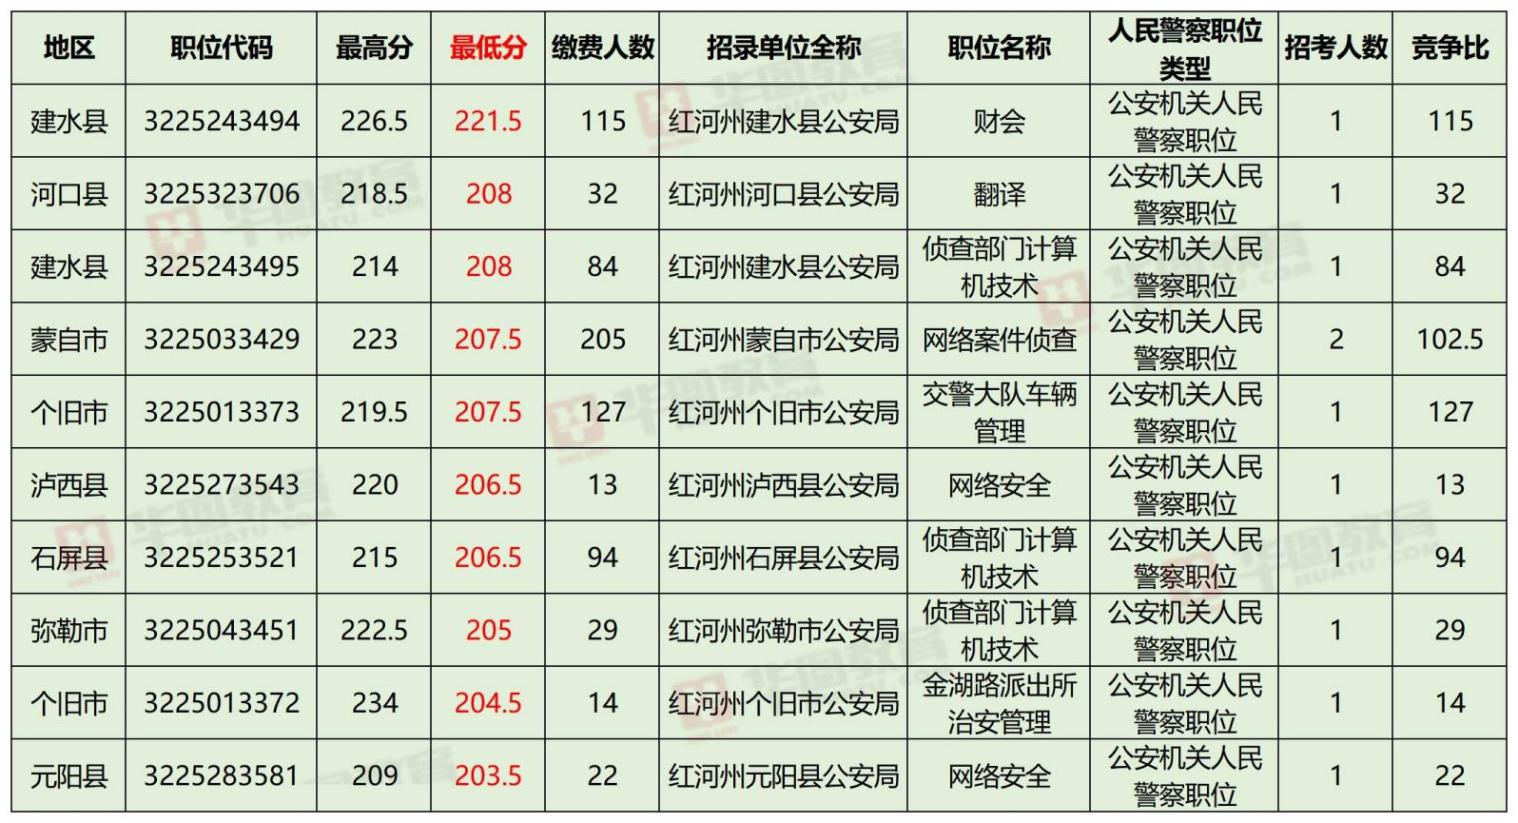 地区 职位代码 最高分 最低分 缴费人数 招录单位全称 职位名称 人民警察职位类型 招考人数 竞争比
建水县 3225243494 226.5 221.5 115 红河州建水县公安局 财会 公安机关人民警察职位 1 115
河口县 3225323706 218.5 208 32 红河州河口县公安局 翻译 公安机关人民警察职位 1 32
建水县 3225243495 214 208 84 红河州建水县公安局 侦查部门计算机技术 公安机关人民警察职位 1 84
蒙自市 3225033429 223 207.5 205 红河州蒙自市公安局 网络案件侦查 公安机关人民警察职位 2 102.5
个旧市 3225013373 219.5 207.5 127 红河州个旧市公安局 交警大队车辆管理 公安机关人民警察职位 1 127
泸西县 3225273543 220 206.5 13 红河州泸西县公安局 网络安全 公安机关人民警察职位 1 13
石屏县 3225253521 215 206.5 94 红河州石屏县公安局 侦查部门计算机技术 公安机关人民警察职位 1 94
弥勒市 3225043451 222.5 205 29 红河州弥勒市公安局 侦查部门计算机技术 公安机关人民警察职位 1 29
个旧市 3225013372 234 204.5 14 红河州个旧市公安局 金湖路派出所治安管理 公安机关人民警察职位 1 14
元阳县 3225283581 209 203.5 22 红河州元阳县公安局 网络安全 公安机关人民警察职位 1 22
华图教育
HUATU.COM